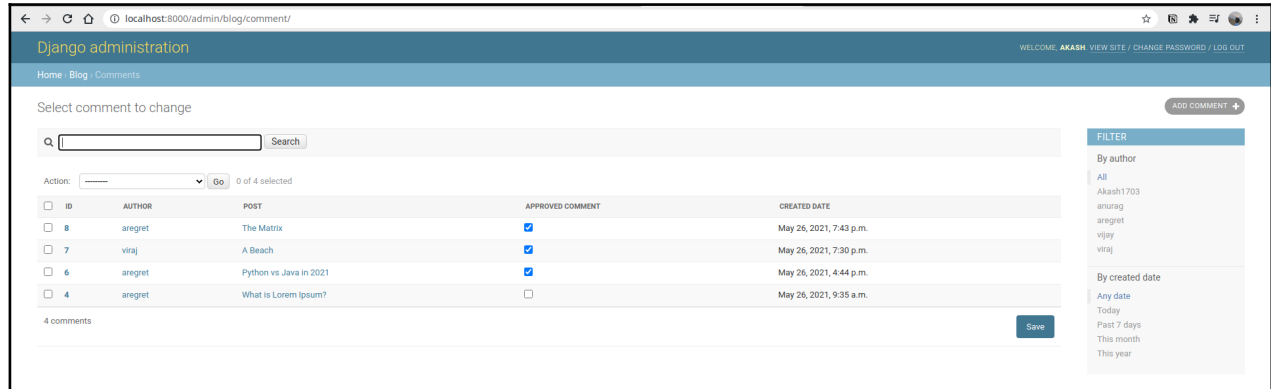 localhost:8000/admin/blog/comment/
Django administration
WELCOME, AKASH. VIEW SITE / CHANGE PASSWORD / LOG OUT
Home › Blog › Comments
Select comment to change
ADD COMMENT +
Search
Action: --------- Go 0 of 4 selected
ID AUTHOR POST APPROVED COMMENT CREATED DATE
8 aregret The Matrix May 26, 2021, 7:43 p.m.
7 viraj A Beach May 26, 2021, 7:30 p.m.
6 aregret Python vs Java in 2021 May 26, 2021, 4:44 p.m.
4 aregret What is Lorem Ipsum? May 26, 2021, 9:35 a.m.
4 comments
Save
FILTER
By author
All
Akash1703
anurag
aregret
vijay
viraj
By created date
Any date
Today
Past 7 days
This month
This year